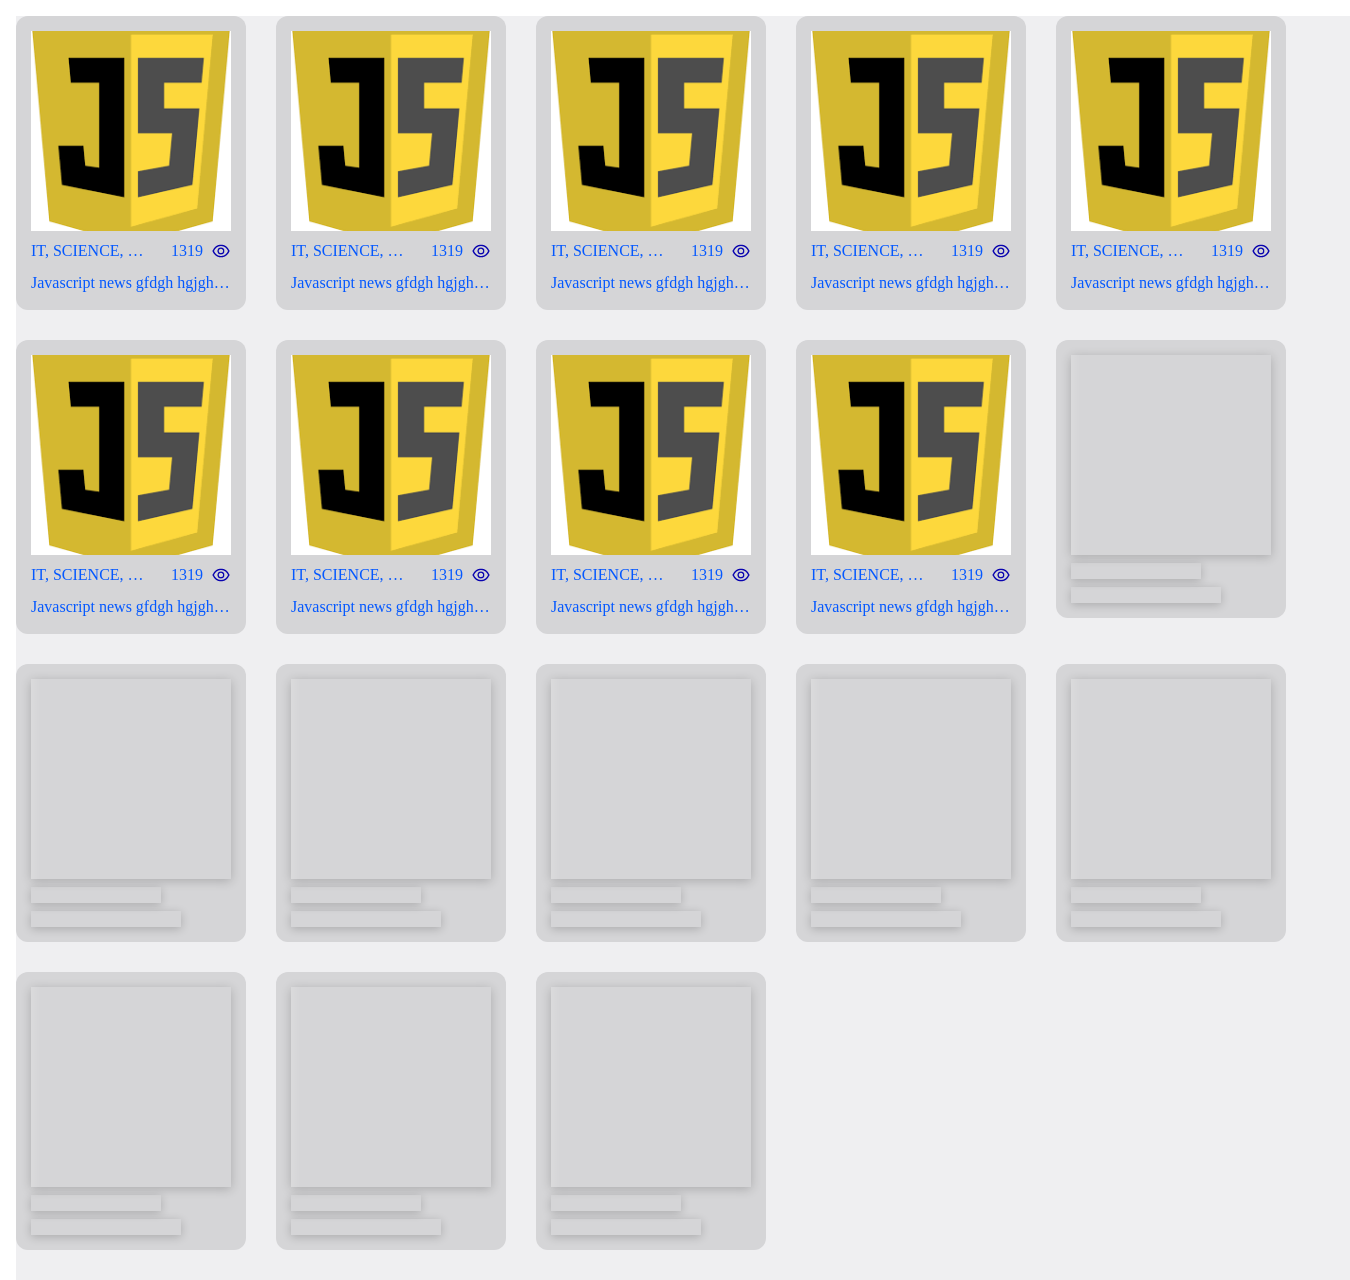 JS JS JS JS JS
IT, SCIENCE, … 1319 IT, SCIENCE, … 1319 IT, SCIENCE, … 1319 IT, SCIENCE, … 1319 IT, SCIENCE, … 1319
Javascript news gfdgh hgjgh… Javascript news gfdgh hgjgh… Javascript news gfdgh hgjgh… Javascript news gfdgh hgjgh… Javascript news gfdgh hgjgh…
JS JS JS JS
IT, SCIENCE, … 1319 IT, SCIENCE, … 1319 IT, SCIENCE, … 1319 IT, SCIENCE, … 1319
Javascript news gfdgh hgjgh… Javascript news gfdgh hgjgh… Javascript news gfdgh hgjgh… Javascript news gfdgh hgjgh…